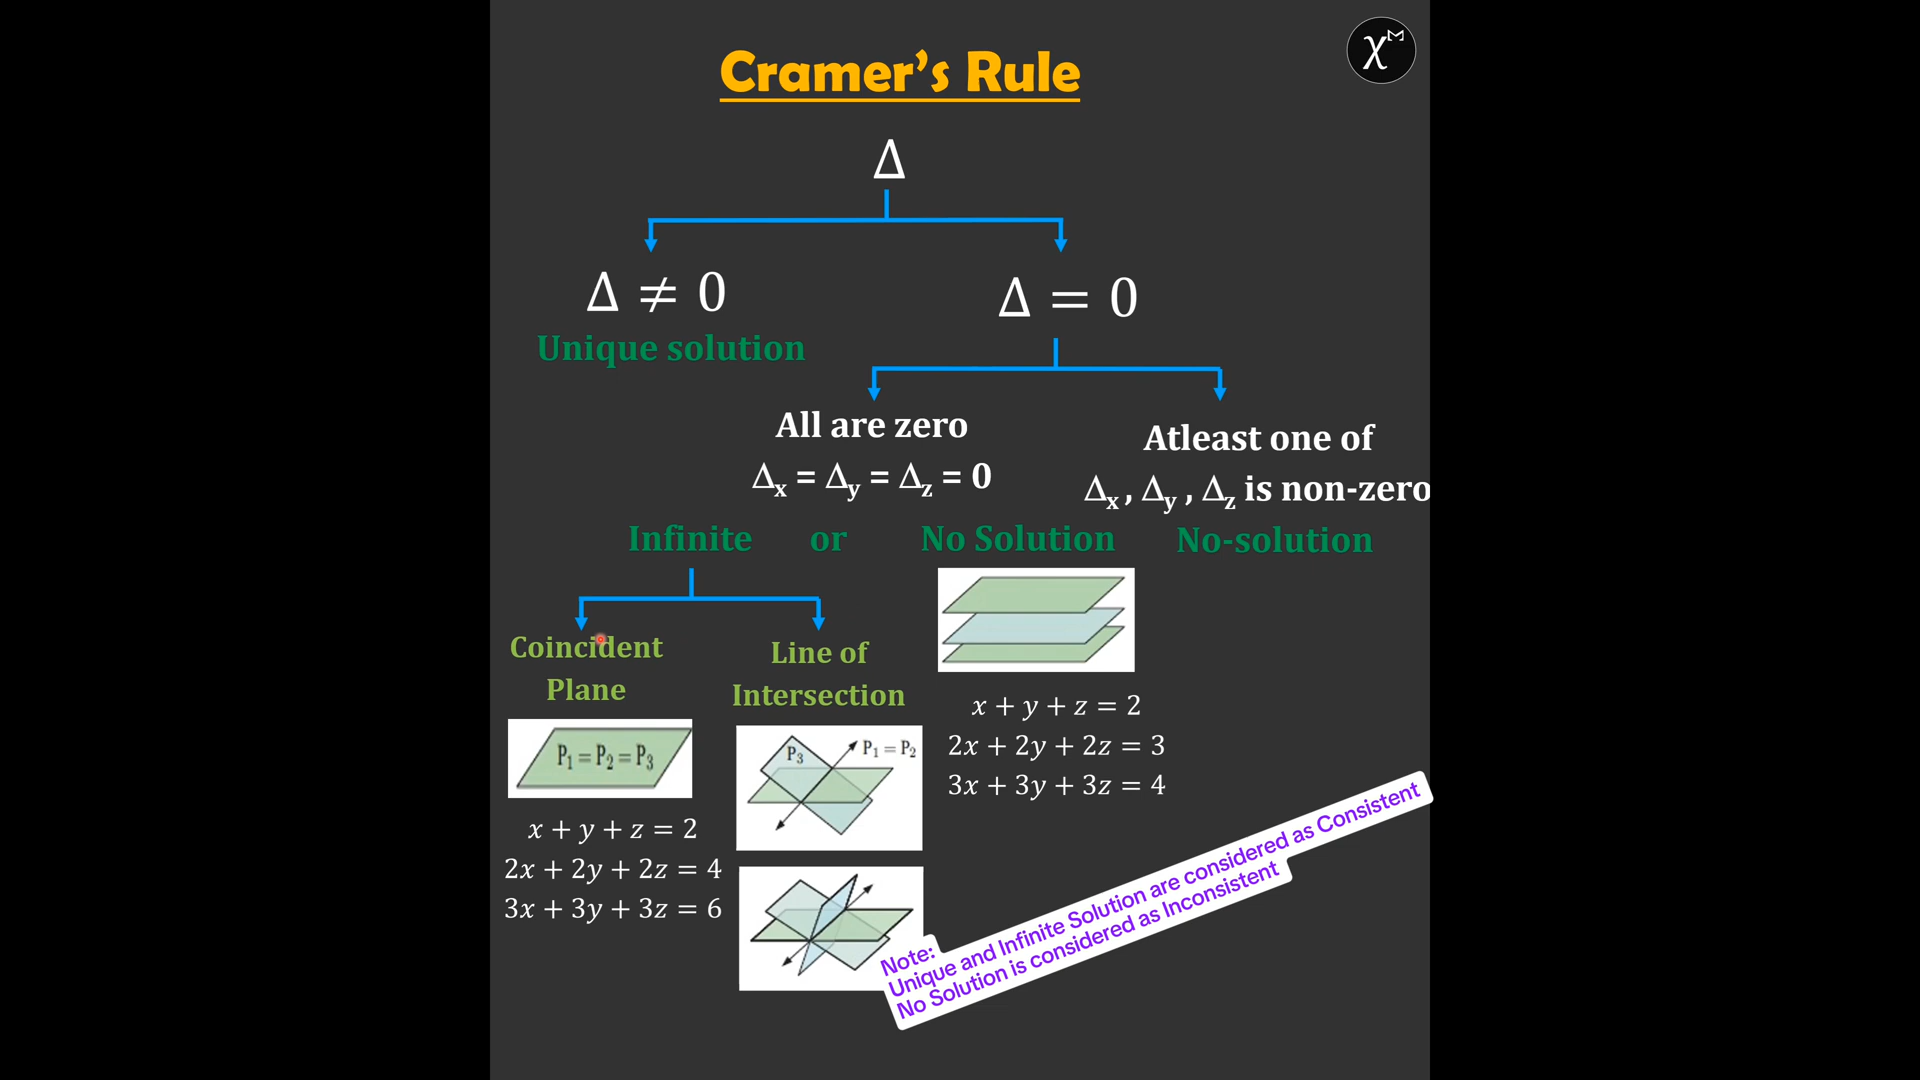 χᴹ
Cramer’s Rule
Δ
Δ ≠ 0
Δ = 0
Unique solution
All are zero
Δx = Δy = Δz = 0
Atleast one of
Δx , Δy , Δz is non-zero
Infinite or No Solution
No-solution
Coincident
Plane
Line of
Intersection
P1 = P2 = P3
P3
P1 = P2
x + y + z = 2
2x + 2y + 2z = 3
3x + 3y + 3z = 4
x + y + z = 2
2x + 2y + 2z = 4
3x + 3y + 3z = 6
Note:
Unique and Infinite Solution are considered as Consistent
No Solution is considered as Inconsistent